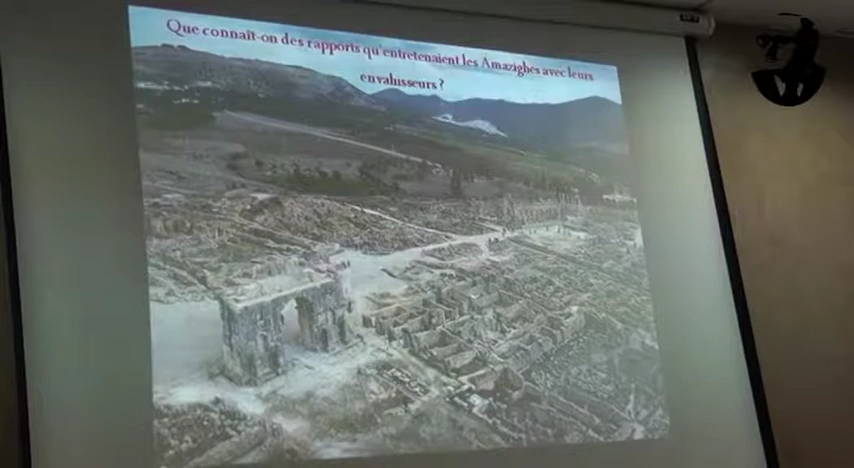 Que connaît-on des rapports qu'entretenaient les Amazighes avec leurs
envahisseurs ?